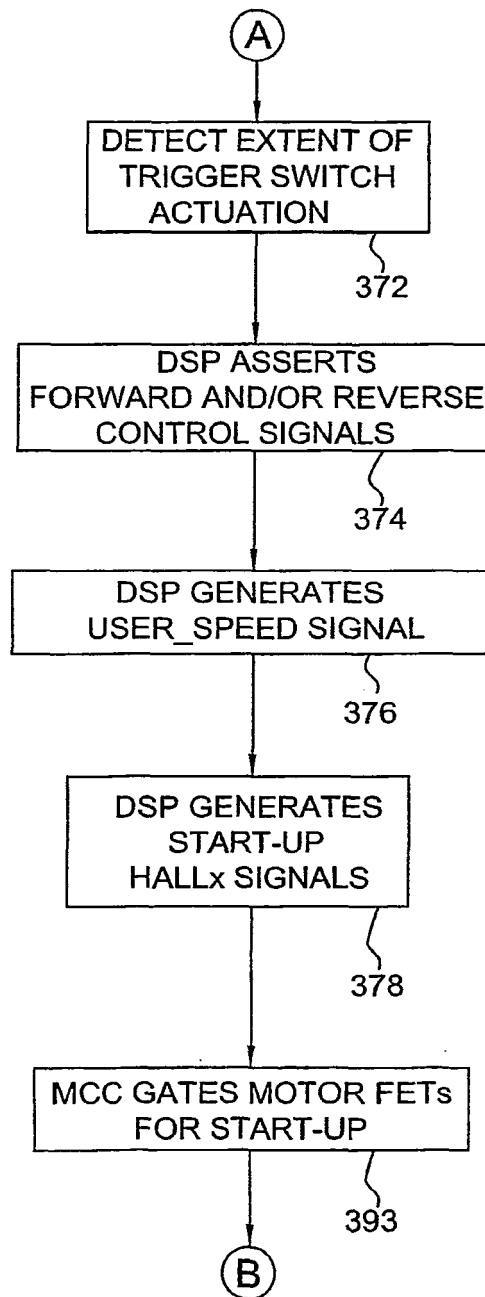 A
DETECT EXTENT OF
TRIGGER SWITCH
ACTUATION
372
DSP ASSERTS
FORWARD AND/OR REVERSE
CONTROL SIGNALS
374
DSP GENERATES
USER_SPEED SIGNAL
376
DSP GENERATES
START-UP
HALLx SIGNALS
378
MCC GATES MOTOR FETs
FOR START-UP
393
B